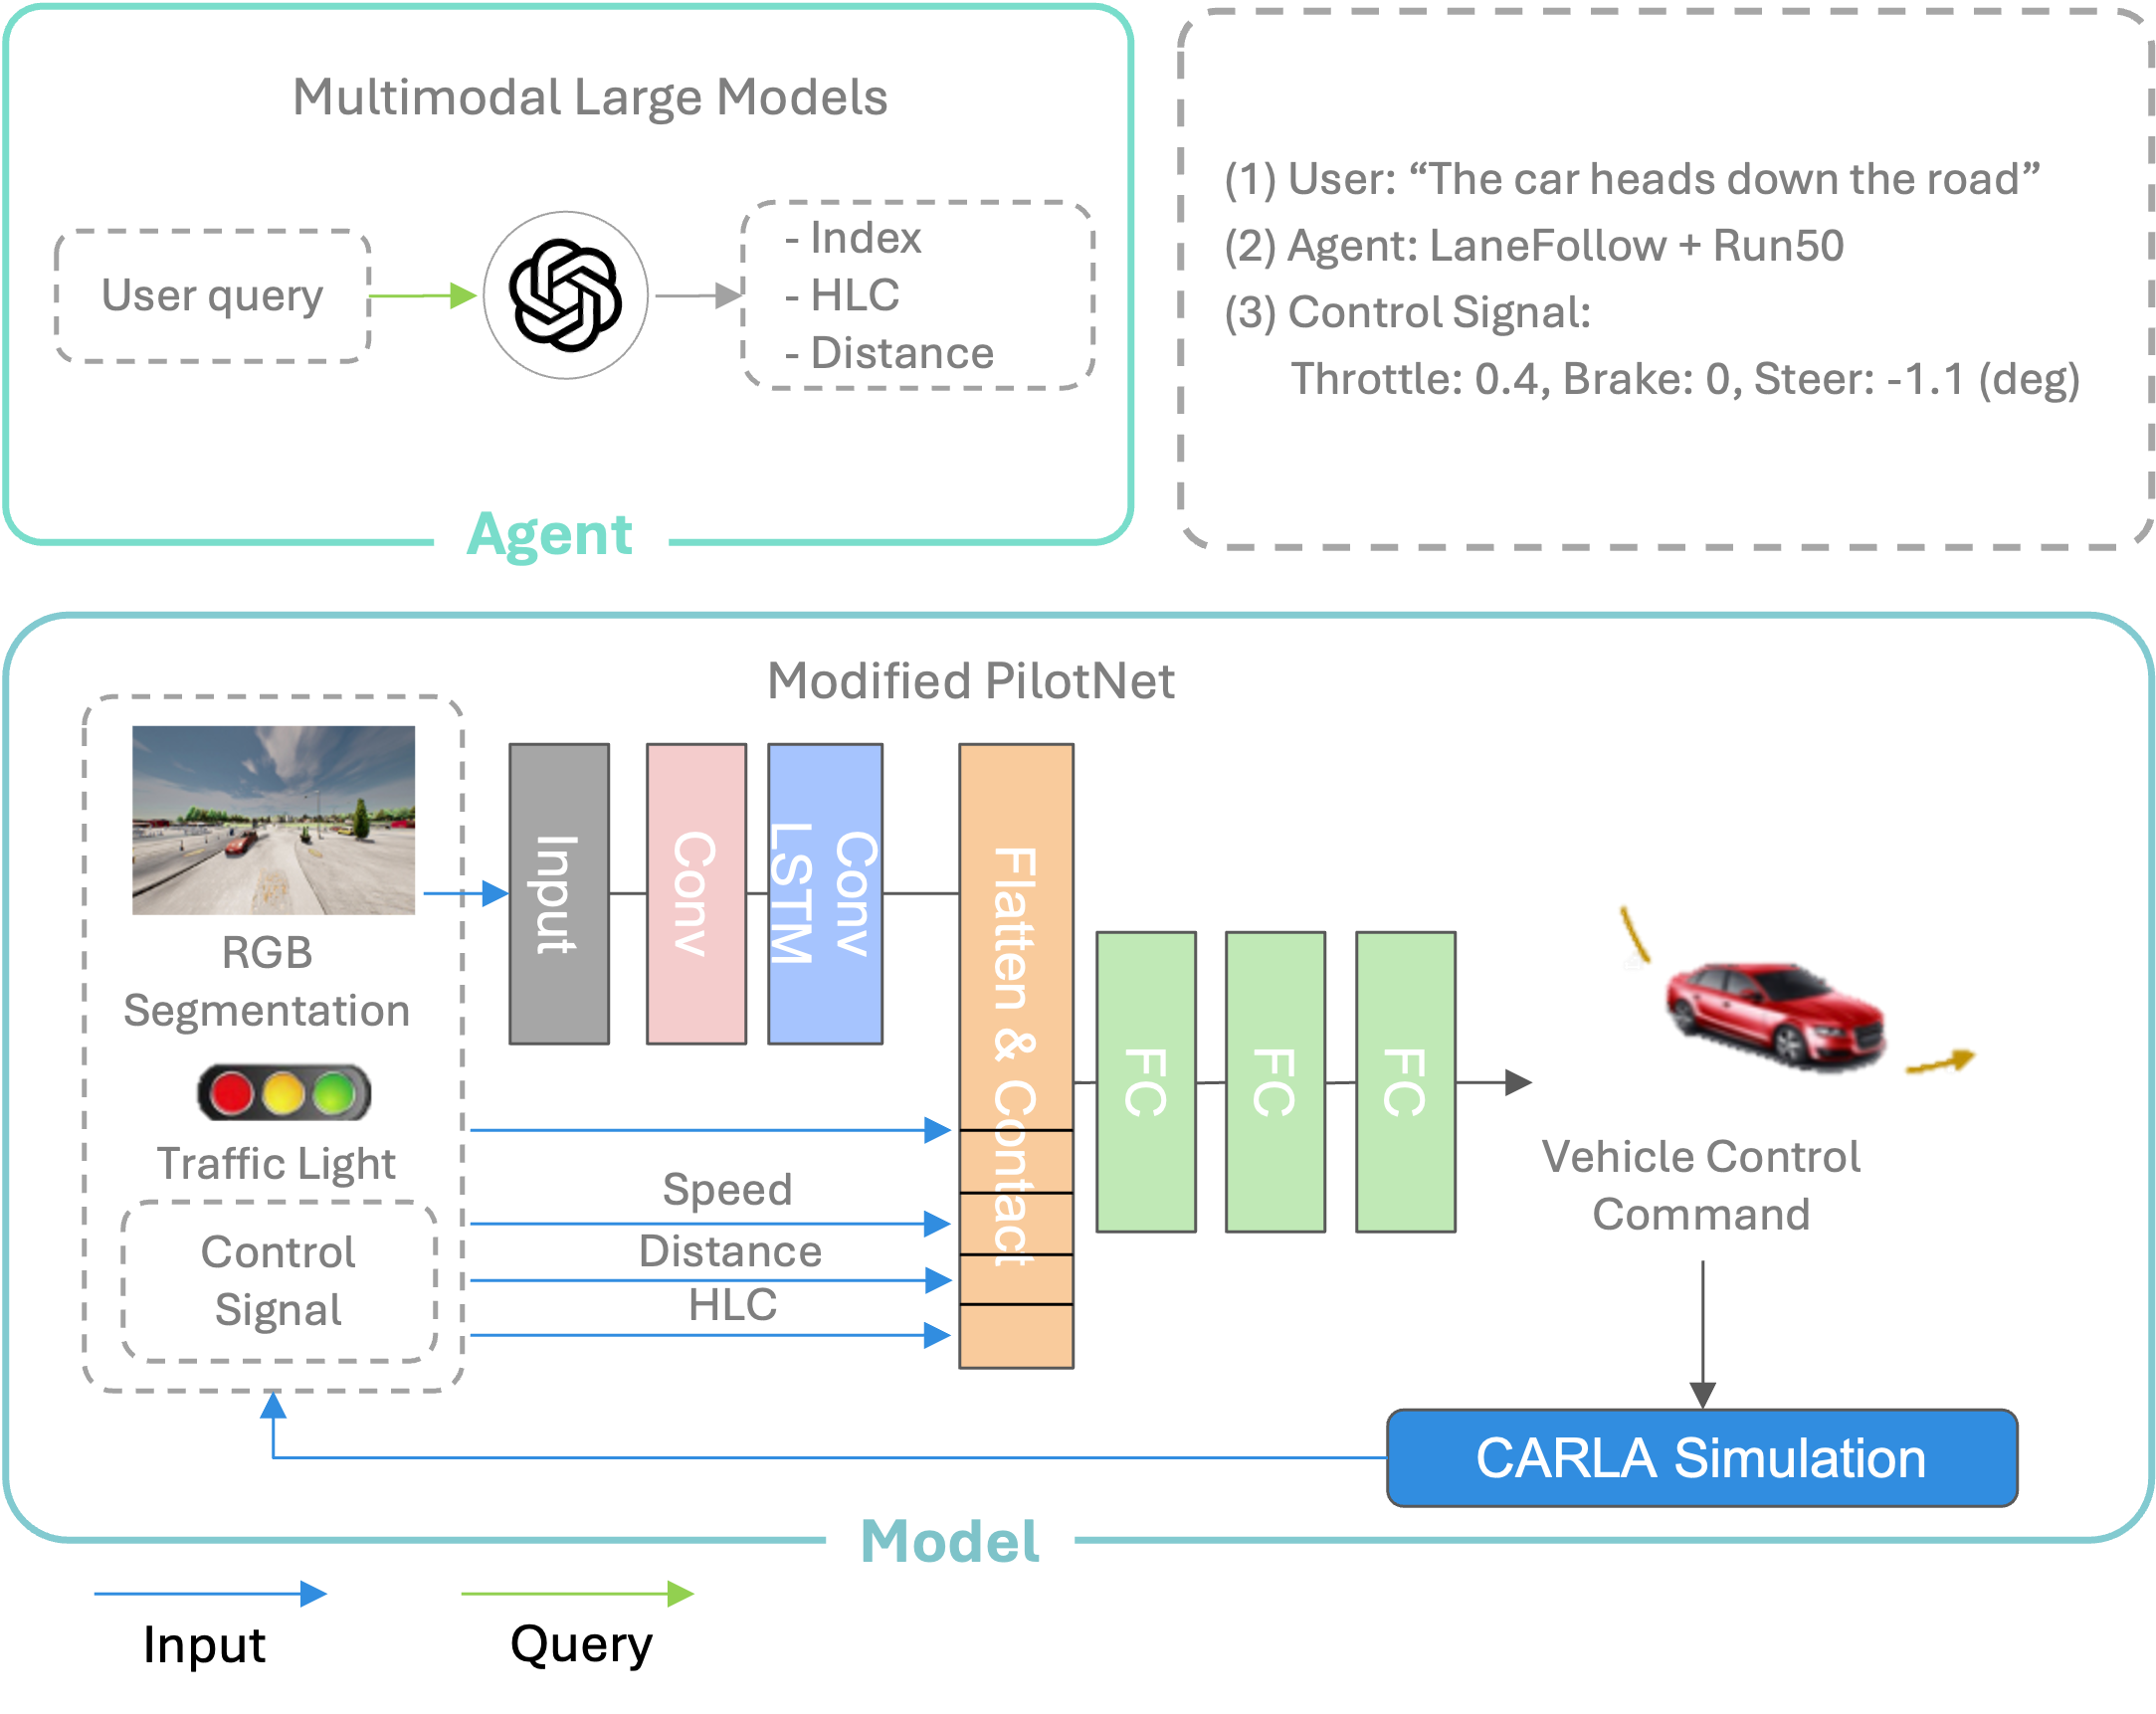 Multimodal Large Models
User query
- Index
- HLC
- Distance
Agent
(1) User: “The car heads down the road”
(2) Agent: LaneFollow + Run50
(3) Control Signal:
Throttle: 0.4, Brake: 0, Steer: -1.1 (deg)
Modified PilotNet
RGB
Segmentation
Traffic Light
Control
Signal
Input
Conv
Conv
LSTM
Flatten & Contact
Speed
Distance
HLC
FC
FC
FC
Vehicle Control
Command
CARLA Simulation
Model
Input
Query